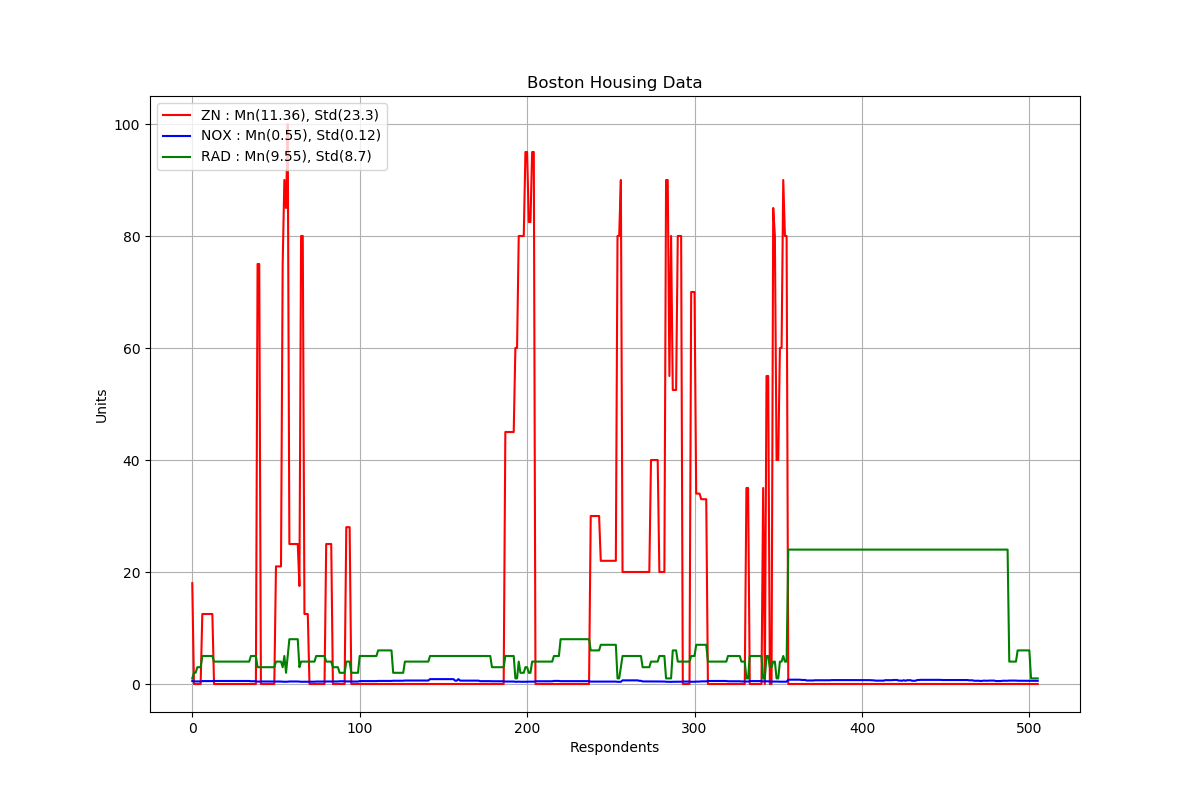 Boston Housing Data
ZN : Mn(11.36), Std(23.3)
NOX : Mn(0.55), Std(0.12)
RAD : Mn(9.55), Std(8.7)
100
80
60
40
20
0
Units
0 100 200 300 400 500
Respondents